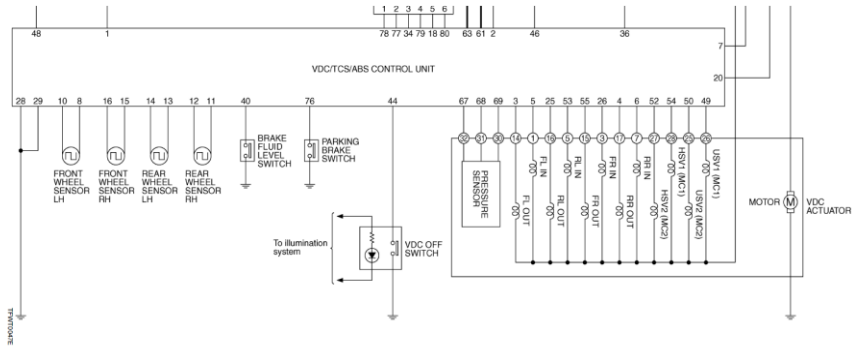 1 2 3 4 5 6
48 1 78 77 34 79 18 80 63 61 2 46 36
7
VDC/TCS/ABS CONTROL UNIT
20
28 29 10 8 16 15 14 13 12 11 40 76 44 67 68 69 3 5 25 53 55 26 4 6 52 54 50 49
32 31 30 14 1 16 5 15 3 17 7 27 28 25 26
FRONT
WHEEL
SENSOR
LH
FRONT
WHEEL
SENSOR
RH
REAR
WHEEL
SENSOR
LH
REAR
WHEEL
SENSOR
RH
BRAKE
FLUID
LEVEL
SWITCH
PARKING
BRAKE
SWITCH
PRESSURE
SENSOR
FL OUT
FL IN
RL OUT
RL IN
FR OUT
FR IN
RR OUT
RR IN
HSV2 (MC2)
HSV1 (MC1)
USV2 (MC2)
USV1 (MC1)
MOTOR M VDC
ACTUATOR
To illumination
system
VDC OFF
SWITCH